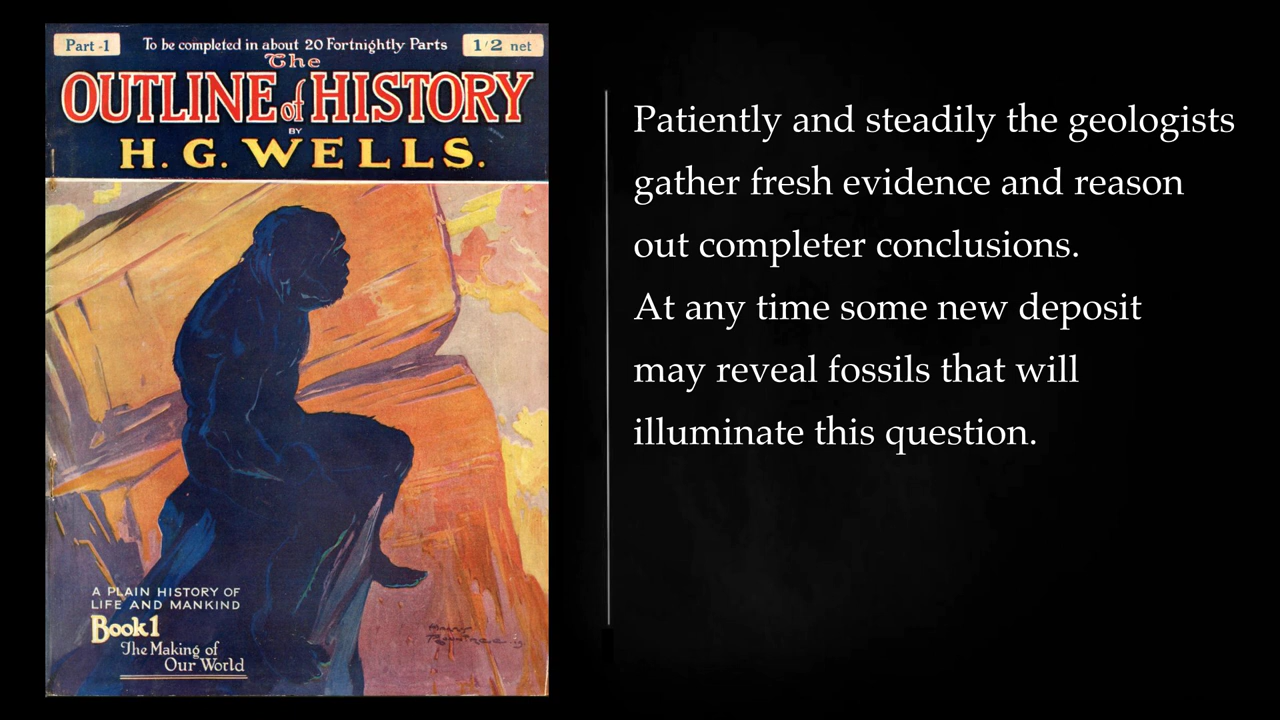 Part-1
To be completed in about 20 Fortnightly Parts
1/2 net
The
OUTLINE of HISTORY
BY
H. G. WELLS.
A PLAIN HISTORY OF
LIFE AND MANKIND
Book 1
The Making of
Our World
Patiently and steadily the geologists
gather fresh evidence and reason
out completer conclusions.
At any time some new deposit
may reveal fossils that will
illuminate this question.